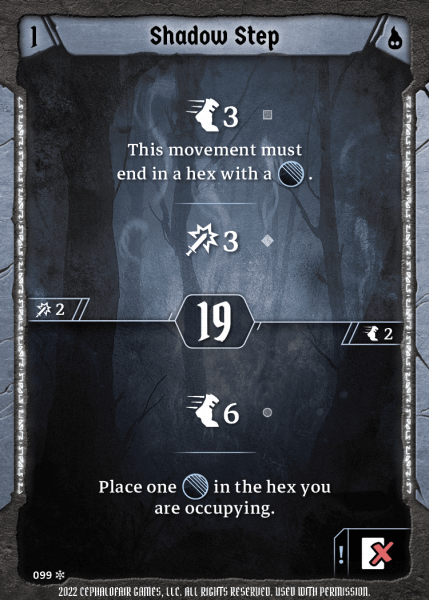 1
Shadow Step
3
This movement must
end in a hex with a .
3
2
19
2
6
Place one in the hex you
are occupying.
!
099
2022 CEPHALOFAIR GAMES, LLC. ALL RIGHTS RESERVED. USED WITH PERMISSION.